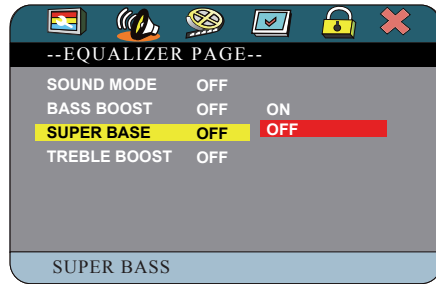 --EQUALIZER PAGE--
SOUND MODE OFF
BASS BOOST OFF ON
SUPER BASE OFF OFF
TREBLE BOOST OFF
SUPER BASS